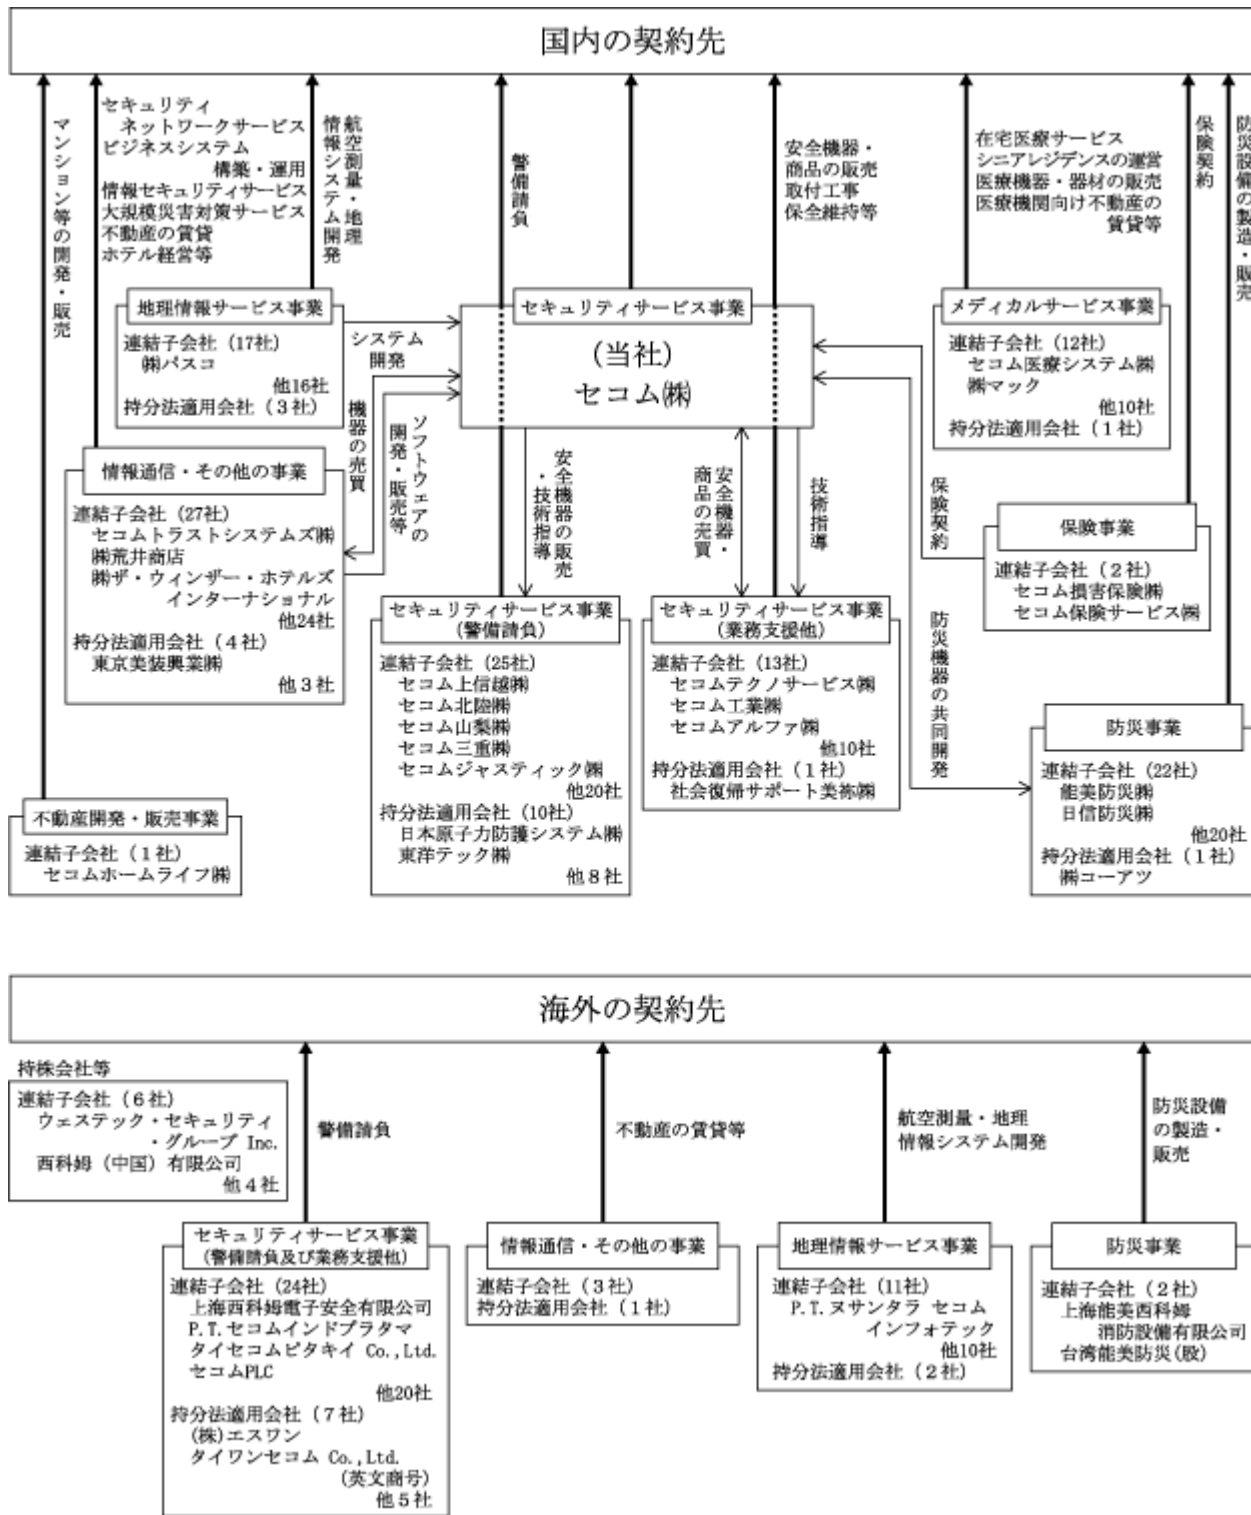 国内の契約先
マンション等の開発・販売
セキュリティ
ネットワークサービス
ビジネスシステム
構築・運用
情報セキュリティサービス
大規模災害対策サービス
不動産の賃貸
ホテル経営等
航空測量・地理
情報システム開発
警備請負
安全機器・
商品の販売
取付工事
保全維持等
在宅医療サービス
シニアレジデンスの運営
医療機器・器材の販売
医療機関向け不動産の
賃貸等
保険契約
防災設備の製造・販売
地理情報サービス事業
連結子会社（17社）
㈱パスコ
他16社
持分法適用会社（３社）
システム
開発
セキュリティサービス事業
(当社)
セコム㈱
メディカルサービス事業
連結子会社（12社）
セコム医療システム㈱
㈱マック
他10社
持分法適用会社（１社）
情報通信・その他の事業
連結子会社（27社）
セコムトラストシステムズ㈱
㈱荒井商店
㈱ザ・ウィンザー・ホテルズ
インターナショナル
他24社
持分法適用会社（４社）
東京美装興業㈱
他３社
機器の売買
ソフトウェアの
開発・販売等
安全機器の販売
・技術指導
安全機器・
商品の売買
技術指導
保険契約
防災機器の共同開発
保険事業
連結子会社（２社）
セコム損害保険㈱
セコム保険サービス㈱
セキュリティサービス事業
(警備請負)
連結子会社（25社）
セコム上信越㈱
セコム北陸㈱
セコム山梨㈱
セコム三重㈱
セコムジャスティック㈱
他20社
持分法適用会社（10社）
日本原子力防護システム㈱
東洋テック㈱
他８社
セキュリティサービス事業
(業務支援他)
連結子会社（13社）
セコムテクノサービス㈱
セコム工業㈱
セコムアルファ㈱
他10社
持分法適用会社（１社）
社会復帰サポート美祢㈱
防災事業
連結子会社（22社）
能美防災㈱
日信防災㈱
他20社
持分法適用会社（１社）
㈱コーアツ
不動産開発・販売事業
連結子会社（１社）
セコムホームライフ㈱
海外の契約先
持株会社等
連結子会社（６社）
ウェステック・セキュリティ
・グループ Inc.
西科姆（中国）有限公司
他４社
警備請負
不動産の賃貸等
航空測量・地理
情報システム開発
防災設備
の製造・
販売
セキュリティサービス事業
(警備請負及び業務支援他)
連結子会社（24社）
上海西科姆電子安全有限公司
P.T.セコムインドプラタマ
タイセコムピタキイ Co.,Ltd.
セコムPLC
他20社
持分法適用会社（７社）
(株)エスワン
タイワンセコム Co.,Ltd.
(英文商号)
他５社
情報通信・その他の事業
連結子会社（３社）
持分法適用会社（１社）
地理情報サービス事業
連結子会社（11社）
P.T.ヌサンタラ セコム
インフォテック
他10社
持分法適用会社（２社）
防災事業
連結子会社（２社）
上海能美西科姆
消防設備有限公司
台湾能美防災(股)